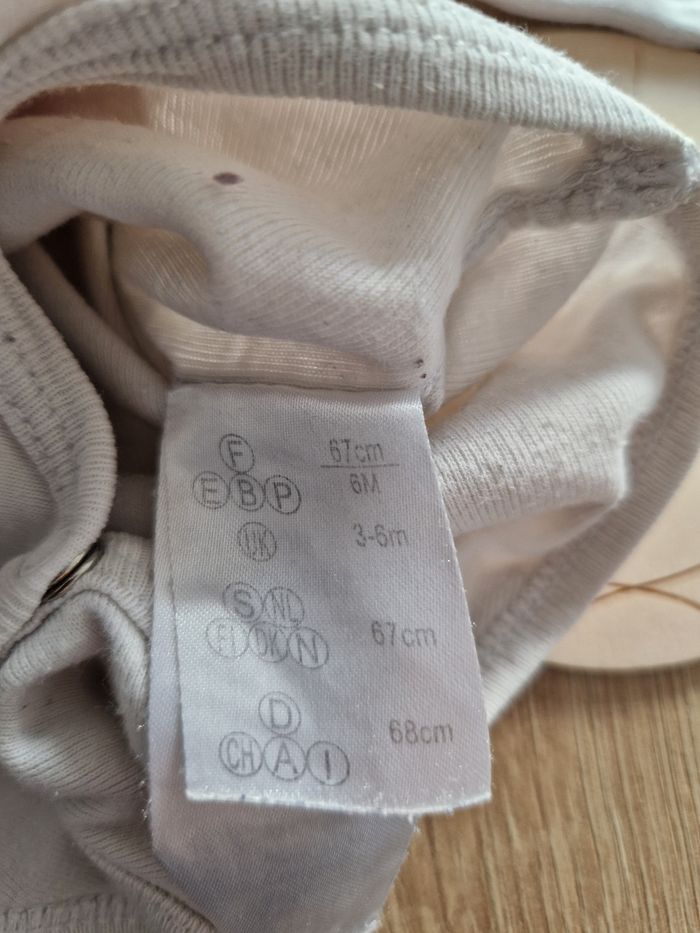 F 67cm
E B P 6M
UK 3-6m
S NL
FI DK N 67cm
D
CH A I 68cm